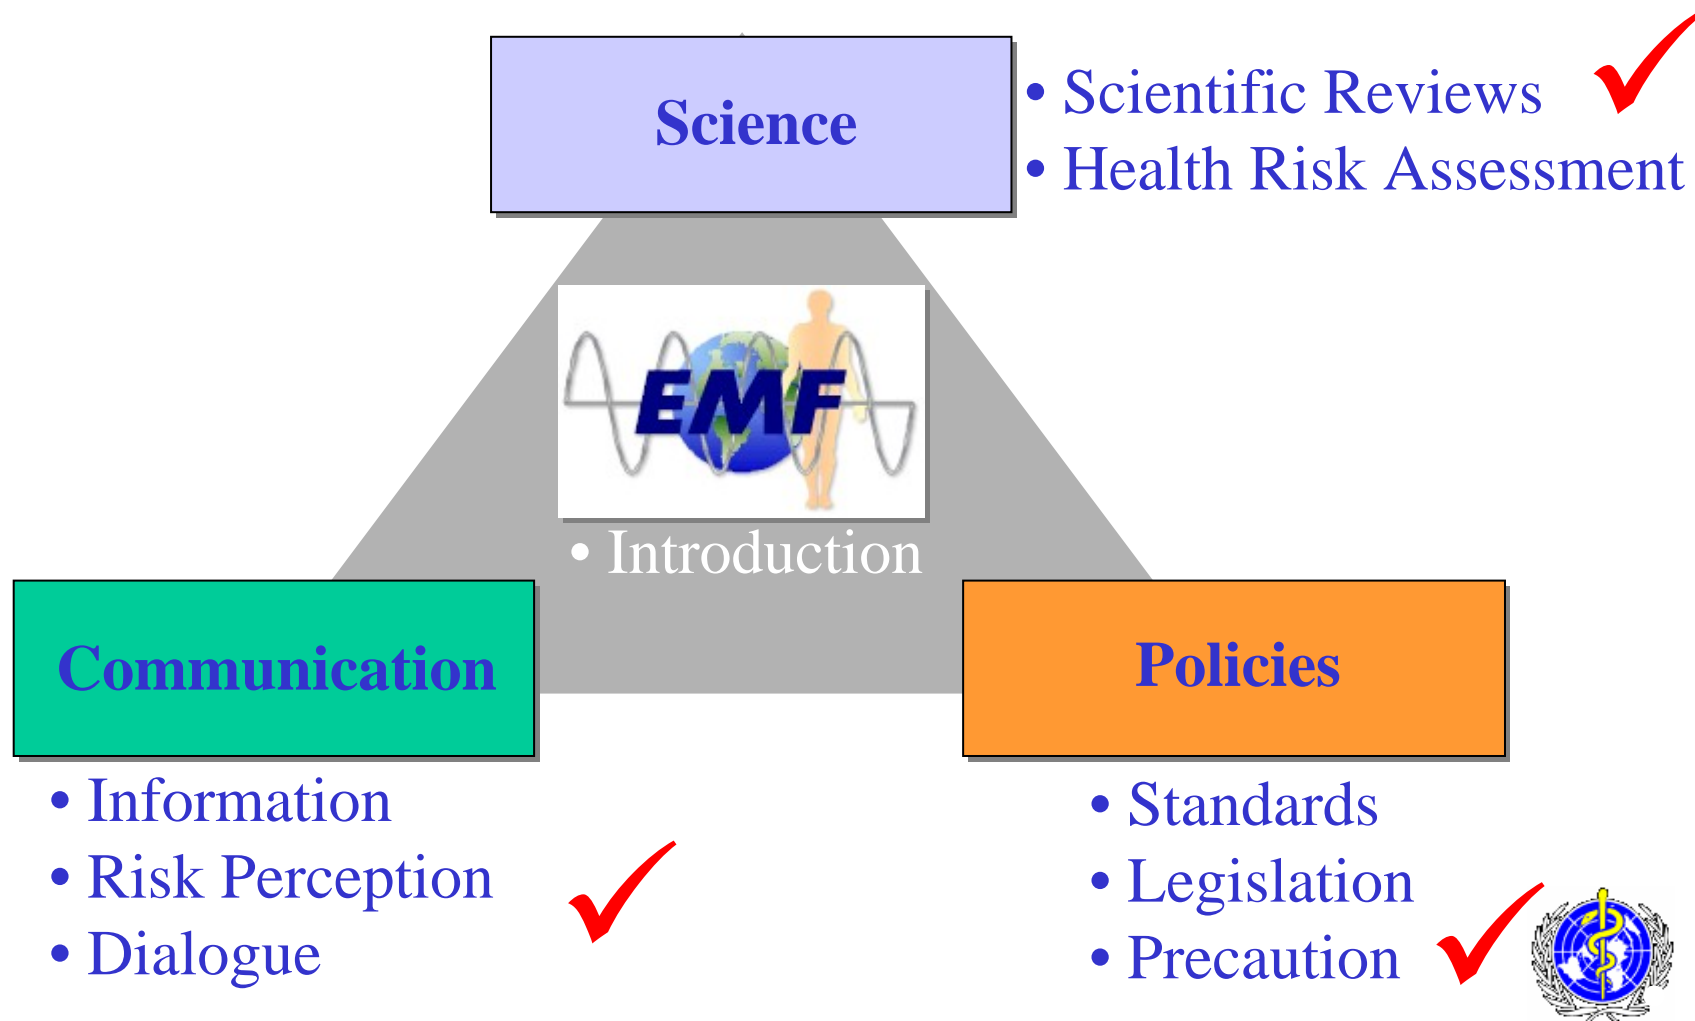 Science
• Scientific Reviews
• Health Risk Assessment
EMF
• Introduction
Communication
• Information
• Risk Perception
• Dialogue
Policies
• Standards
• Legislation
• Precaution